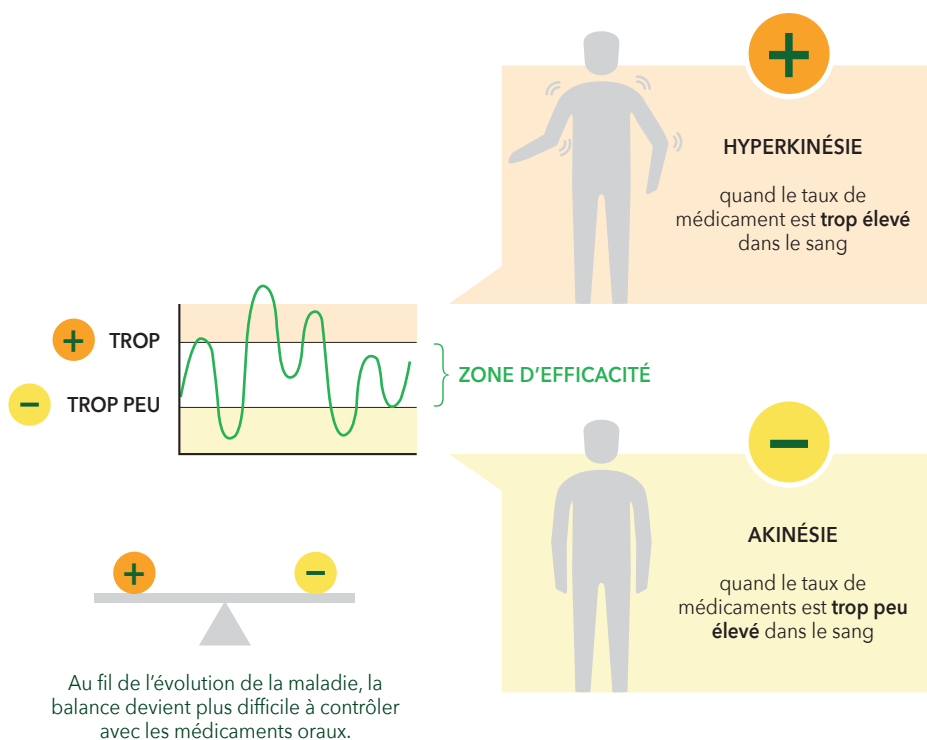 HYPERKINÉSIE
quand le taux de
médicament est trop élevé
dans le sang
TROP
TROP PEU
ZONE D'EFFICACITÉ
AKINÉSIE
quand le taux de
médicaments est trop peu
élevé dans le sang
Au fil de l’évolution de la maladie, la
balance devient plus difficile à contrôler
avec les médicaments oraux.